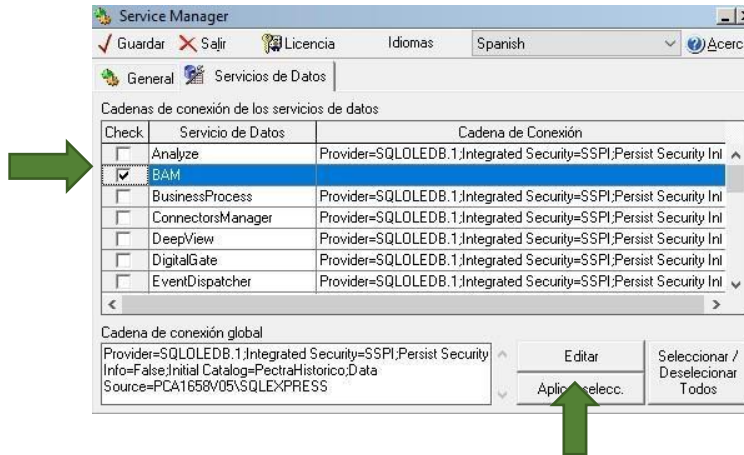 Service Manager
Guardar Salir Licencia Idiomas Spanish Acerc
General Servicios de Datos
Cadenas de conexión de los servicios de datos
Check Servicio de Datos Cadena de Conexión
Analyze Provider=SQLOLEDB.1;Integrated Security=SSPI;Persist Security Inf
BAM
BusinessProcess Provider=SQLOLEDB.1;Integrated Security=SSPI;Persist Security Inf
ConnectorsManager Provider=SQLOLEDB.1;Integrated Security=SSPI;Persist Security Inf
DeepView Provider=SQLOLEDB.1;Integrated Security=SSPI;Persist Security Inf
DigitalGate Provider=SQLOLEDB.1;Integrated Security=SSPI;Persist Security Inf
EventDispatcher Provider=SQLOLEDB.1;Integrated Security=SSPI;Persist Security Inf
Cadena de conexión global
Provider=SQLOLEDB.1;Integrated Security=SSPI;Persist Security
Info=False;Initial Catalog=PectraHistorico;Data
Source=PCA1658V05\SQLEXPRESS
Editar
selecc.
Seleccionar /
Deselecionar
Todos